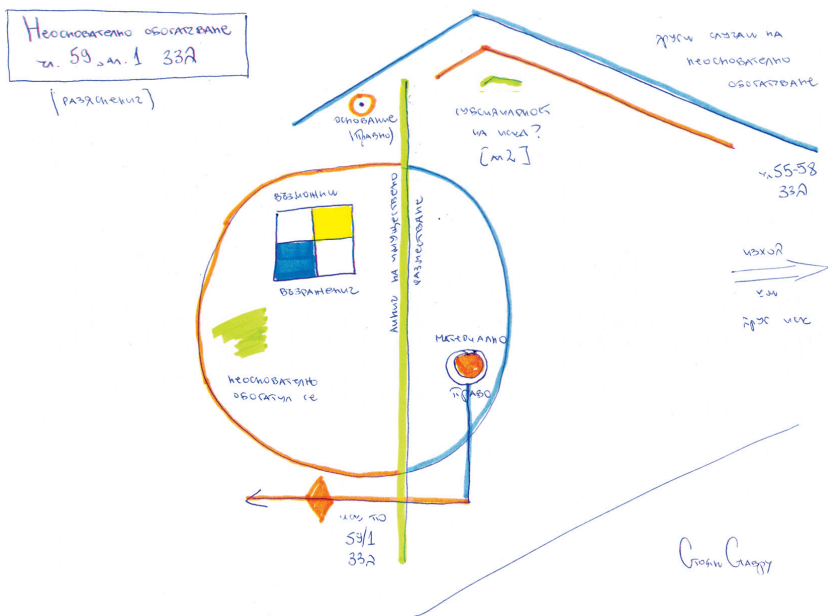 Неоснователно обогатяване
чл. 59, ал. 1 ЗЗД
[разяснения]
други случаи на
неоснователно
обогатяване
чл. 55-58
ЗЗД
основание
(правно)
субсидиарност
на иска?
[ал. 2]
възможни
възражения
линия на имуществено
разместване
неоснователно
обогатил се
материално
право
изход
към
друг иск
иск по
59/1
ЗЗД
Стоян Ставру